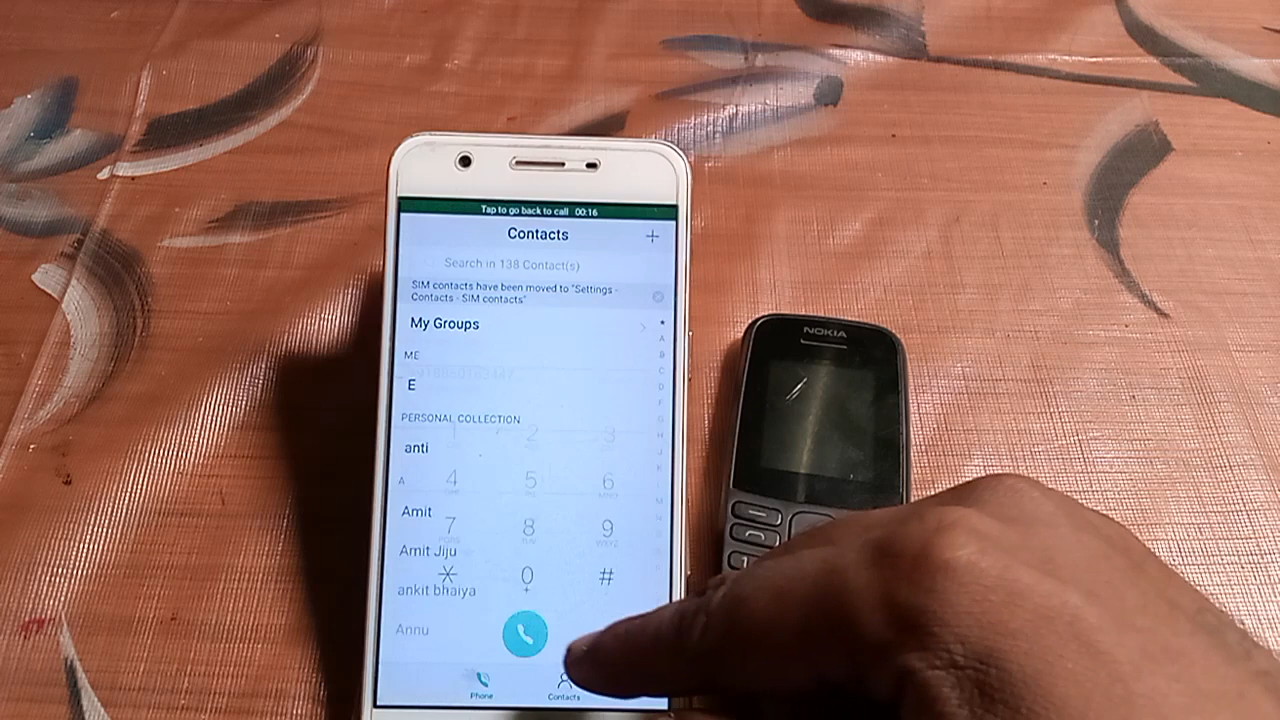 Tap to go back to call 00:16
Contacts +
Search in 138 Contact(s)
SIM contacts have been moved to "Settings -
Contacts - SIM contacts"
My Groups
ME
E
PERSONAL COLLECTION
anti
A
Amit
Amit Jiju
ankit bhaiya
Annu
1 2 3
4 5 6
7 8 9
* 0 #
+
Phone Contacts
NOKIA